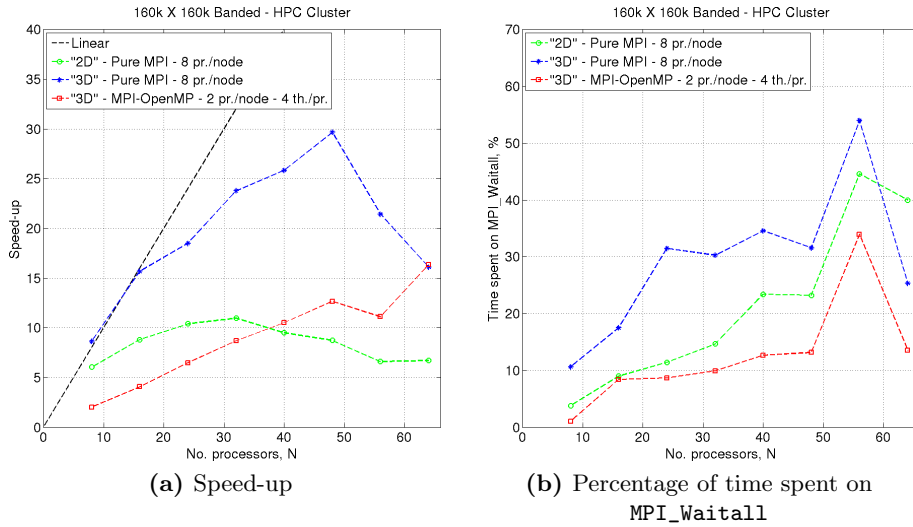 160k X 160k Banded - HPC Cluster
Linear
"2D" - Pure MPI - 8 pr./node
"3D" - Pure MPI - 8 pr./node
"3D" - MPI-OpenMP - 2 pr./node - 4 th./pr.
Speed-up
40
35
30
25
20
15
10
5
0
0 10 20 30 40 50 60
No. processors, N
(a) Speed-up
160k X 160k Banded - HPC Cluster
"2D" - Pure MPI - 8 pr./node
"3D" - Pure MPI - 8 pr./node
"3D" - MPI-OpenMP - 2 pr./node - 4 th./pr.
Time spent on MPI_Waitall, %
70
60
50
40
30
20
10
0
0 10 20 30 40 50 60
No. processors, N
(b) Percentage of time spent on
MPI_Waitall